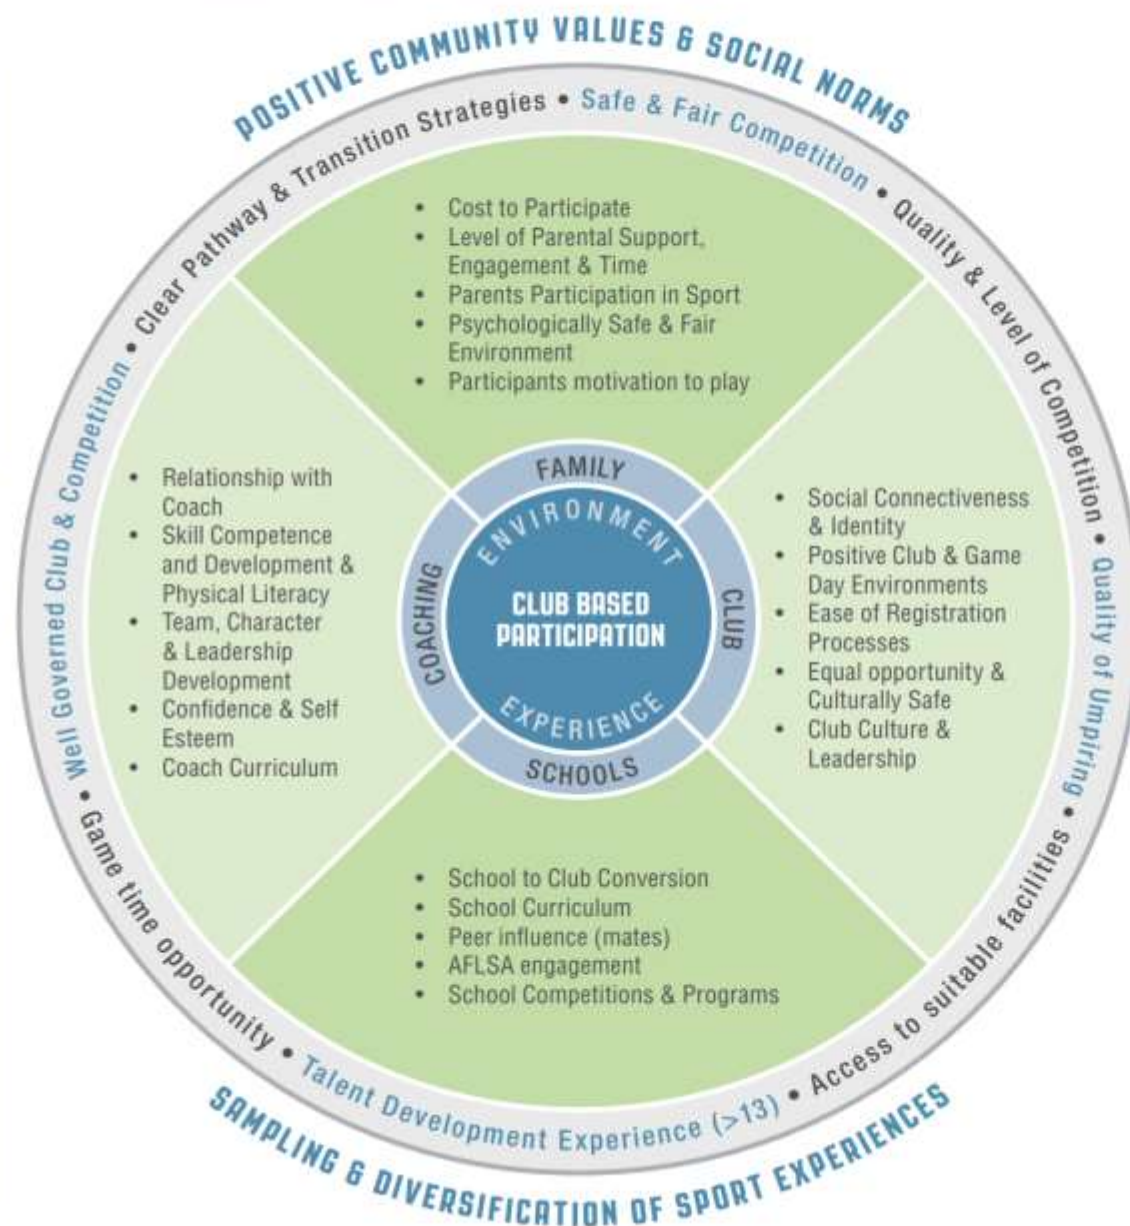 POSITIVE COMMUNITY VALUES & SOCIAL NORMS
Well Governed Club & Competition • Clear Pathway & Transition Strategies • Safe & Fair Competition • Quality & Level of Competition • Quality of Umpiring •
• Cost to Participate
• Level of Parental Support,
Engagement & Time
• Parents Participation in Sport
• Psychologically Safe & Fair
Environment
• Participants motivation to play
• Relationship with
Coach
• Skill Competence
and Development &
Physical Literacy
• Team, Character
& Leadership
Development
• Confidence & Self
Esteem
• Coach Curriculum
FAMILY
COACHING
ENVIRONMENT
CLUB BASED
PARTICIPATION
EXPERIENCE
CLUB
SCHOOLS
• Social Connectiveness
& Identity
• Positive Club & Game
Day Environments
• Ease of Registration
Processes
• Equal opportunity &
Culturally Safe
• Club Culture &
Leadership
• School to Club Conversion
• School Curriculum
• Peer influence (mates)
• AFLSA engagement
• School Competitions & Programs
• Game time opportunity • Talent Development Experience (>13) • Access to suitable facilities
SAMPLING & DIVERSIFICATION OF SPORT EXPERIENCES